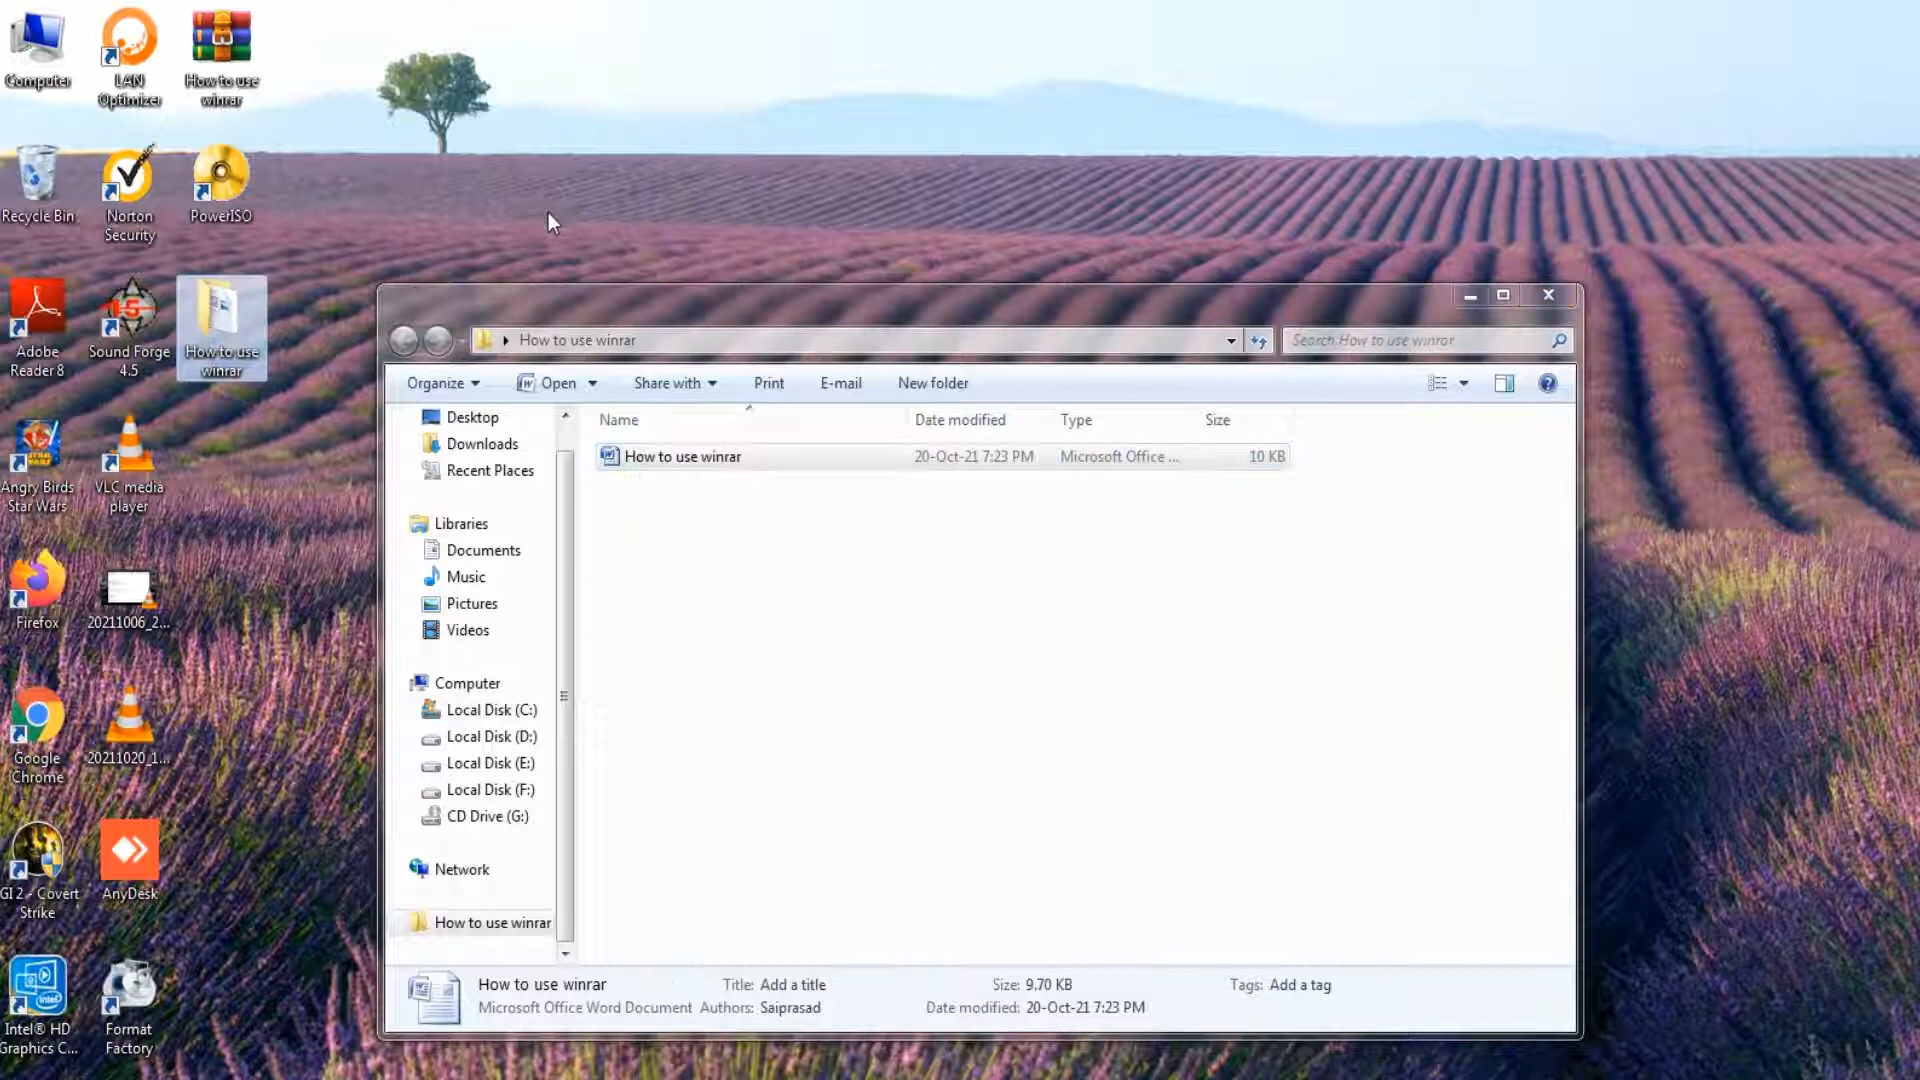 Computer
LAN
Optimizer
How to use
winrar
Recycle Bin
Norton
Security
PowerISO
Adobe
Reader 8
Sound Forge
4.5
How to use
winrar
Angry Birds
Star Wars
VLC media
player
Firefox
20211006_2...
Google
Chrome
20211020_1...
GI 2 - Covert
Strike
AnyDesk
Intel® HD
Graphics C...
Format
Factory
How to use winrar
Search How to use winrar
Organize
Open
Share with
Print
E-mail
New folder
Desktop
Downloads
Recent Places
Libraries
Documents
Music
Pictures
Videos
Computer
Local Disk (C:)
Local Disk (D:)
Local Disk (E:)
Local Disk (F:)
CD Drive (G:)
Network
How to use winrar
Name Date modified Type Size
How to use winrar 20-Oct-21 7:23 PM Microsoft Office ... 10 KB
How to use winrar Title: Add a title Size: 9.70 KB Tags: Add a tag
Microsoft Office Word Document Authors: Saiprasad Date modified: 20-Oct-21 7:23 PM